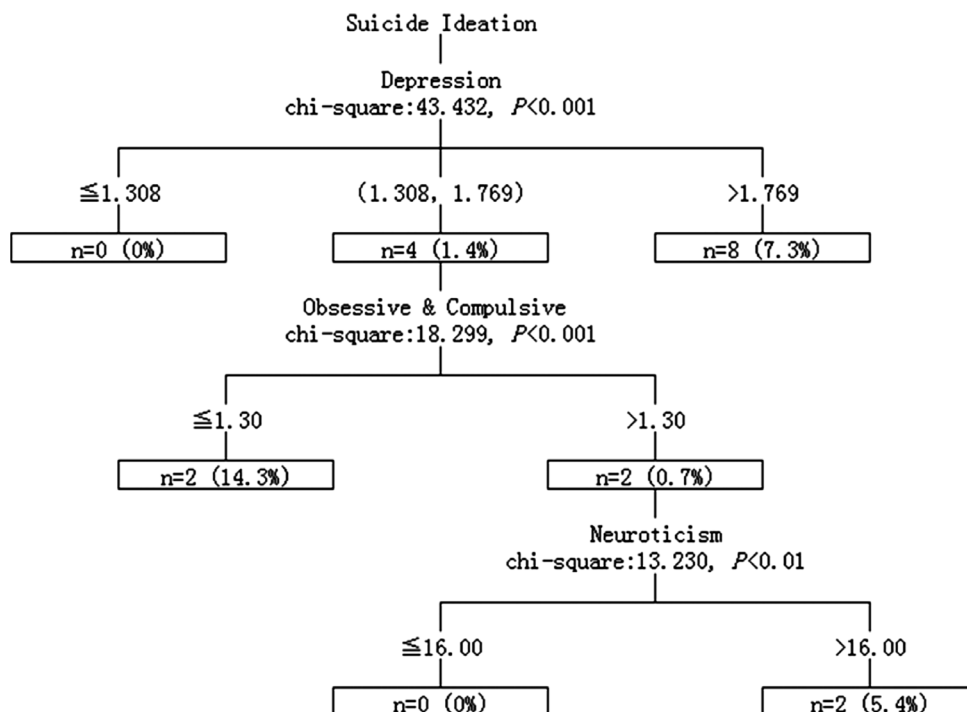 Suicide Ideation
Depression
chi-square:43.432, P<0.001
≦1.308 (1.308, 1.769) >1.769
n=0 (0%) n=4 (1.4%) n=8 (7.3%)
Obsessive & Compulsive
chi-square:18.299, P<0.001
≦1.30 >1.30
n=2 (14.3%) n=2 (0.7%)
Neuroticism
chi-square:13.230, P<0.01
≦16.00 >16.00
n=0 (0%) n=2 (5.4%)